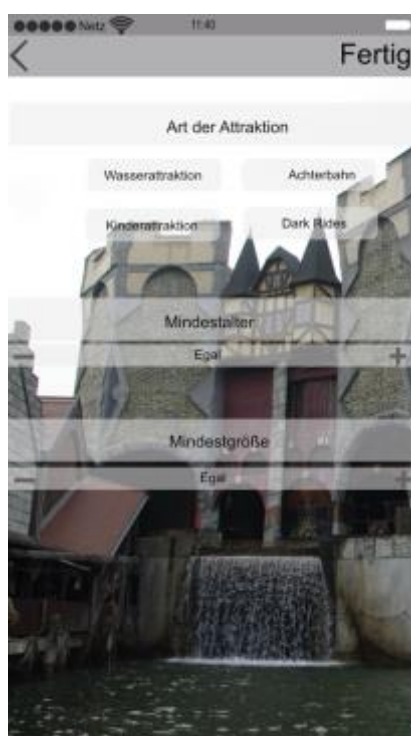 Netz 11:40
Fertig
Art der Attraktion
Wasserattraktion Achterbahn
Kinderattraktion Dark Rides
Mindestalter
− Egal +
Mindestgröße
− Egal +